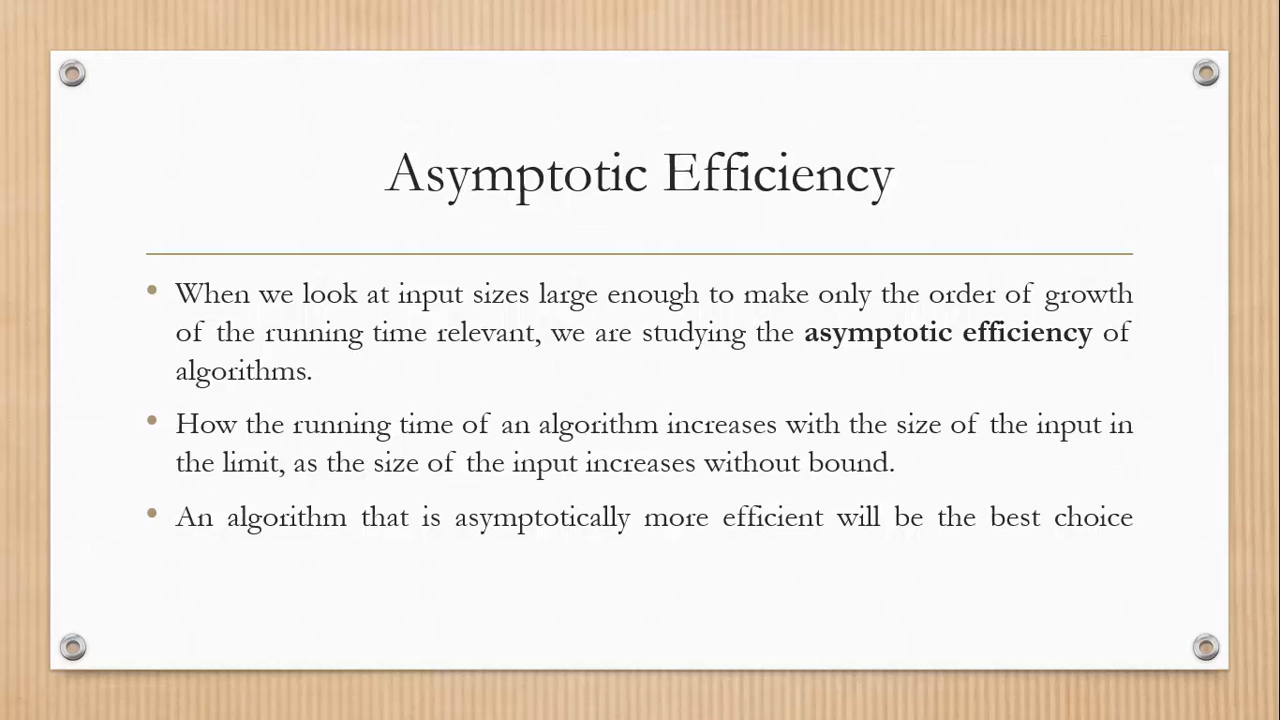 Asymptotic Efficiency
• When we look at input sizes large enough to make only the order of growth
of the running time relevant, we are studying the asymptotic efficiency of
algorithms.
• How the running time of an algorithm increases with the size of the input in
the limit, as the size of the input increases without bound.
• An algorithm that is asymptotically more efficient will be the best choice